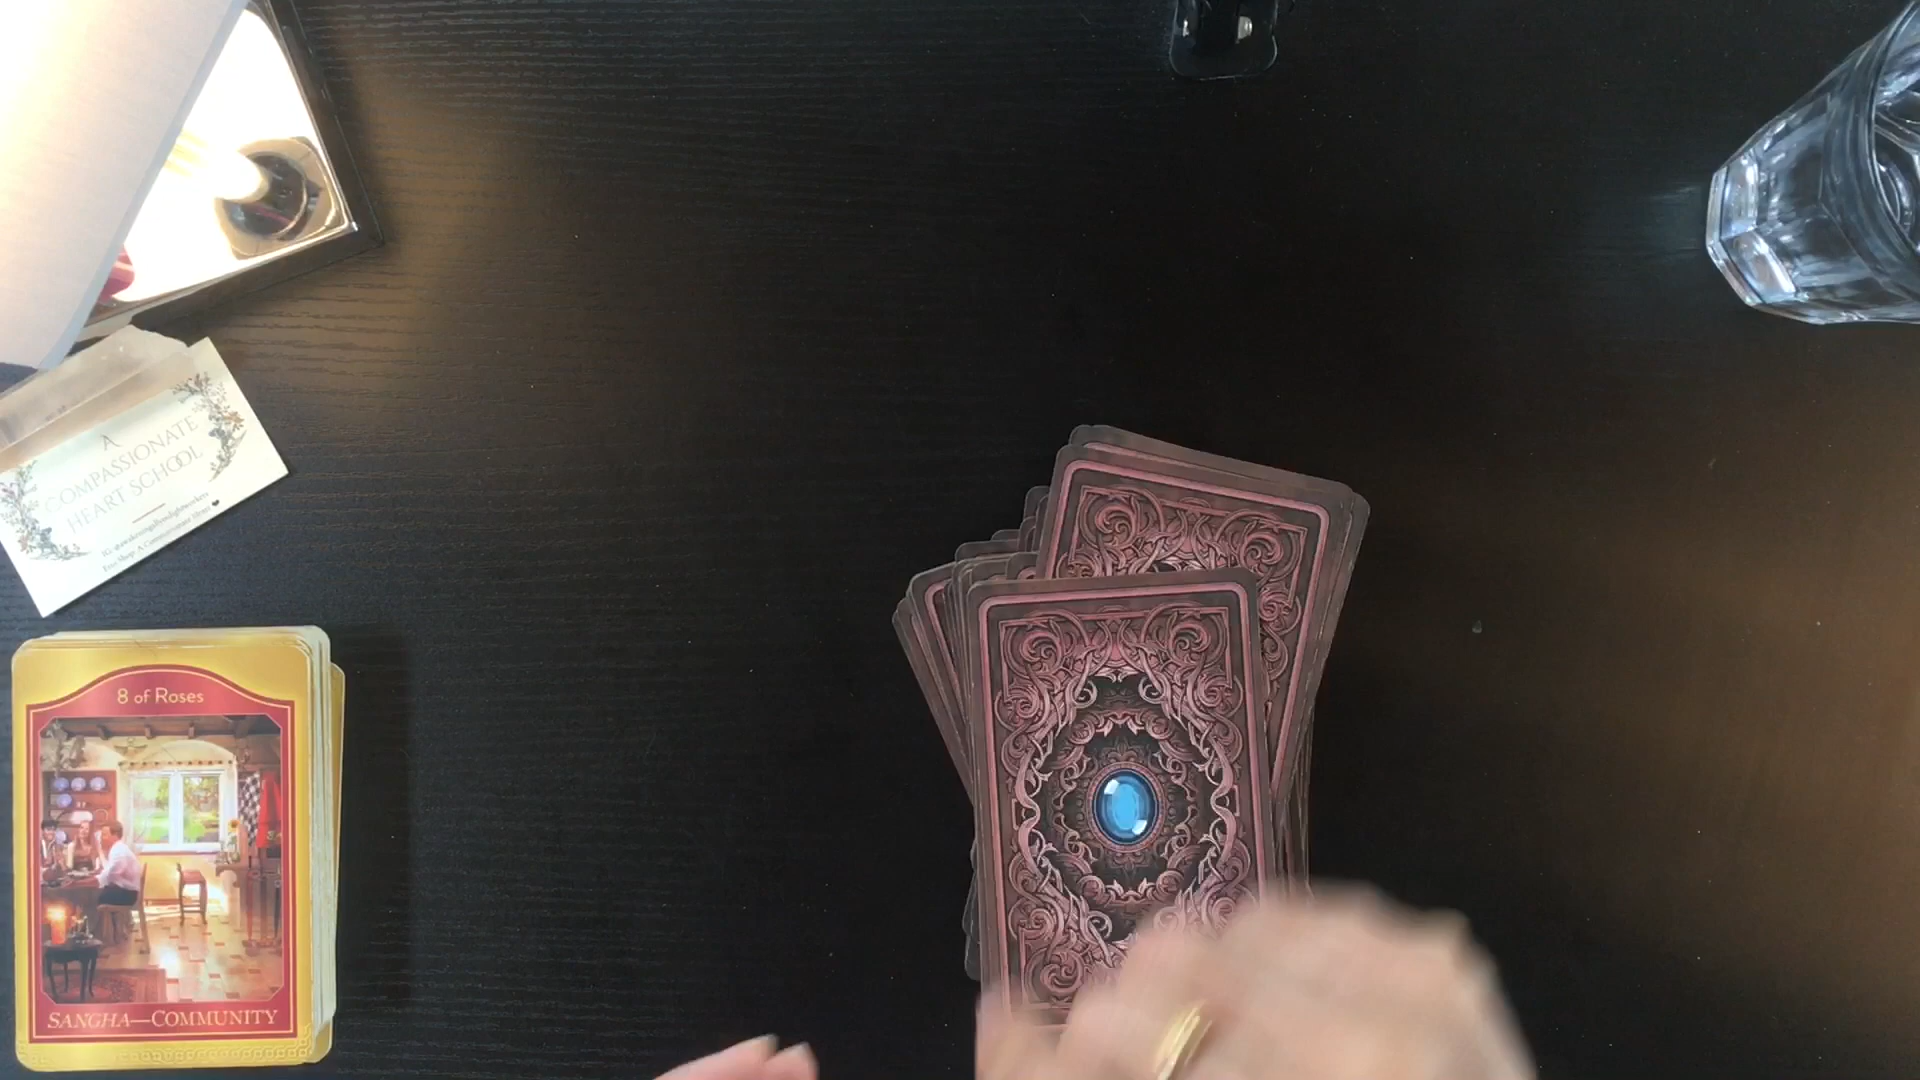 A
COMPASSIONATE
HEART SCHOOL
8 of Roses
SANGHA—COMMUNITY